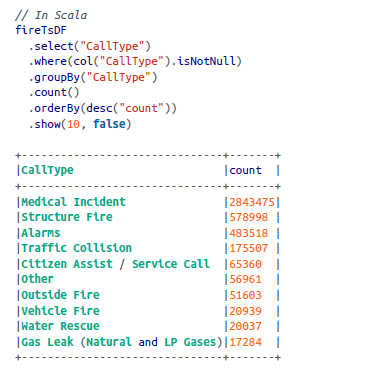 // In Scala
fireTsDF
  .select("CallType")
  .where(col("CallType").isNotNull)
  .groupBy("CallType")
  .count()
  .orderBy(desc("count"))
  .show(10, false)
+-------------------------------+-------+
|CallType                       |count  |
+-------------------------------+-------+
|Medical Incident               |2843475|
|Structure Fire                 |578998 |
|Alarms                         |483518 |
|Traffic Collision              |175507 |
|Citizen Assist / Service Call  |65360  |
|Other                          |56961  |
|Outside Fire                   |51603  |
|Vehicle Fire                   |20939  |
|Water Rescue                   |20037  |
|Gas Leak (Natural and LP Gases)|17284  |
+-------------------------------+-------+